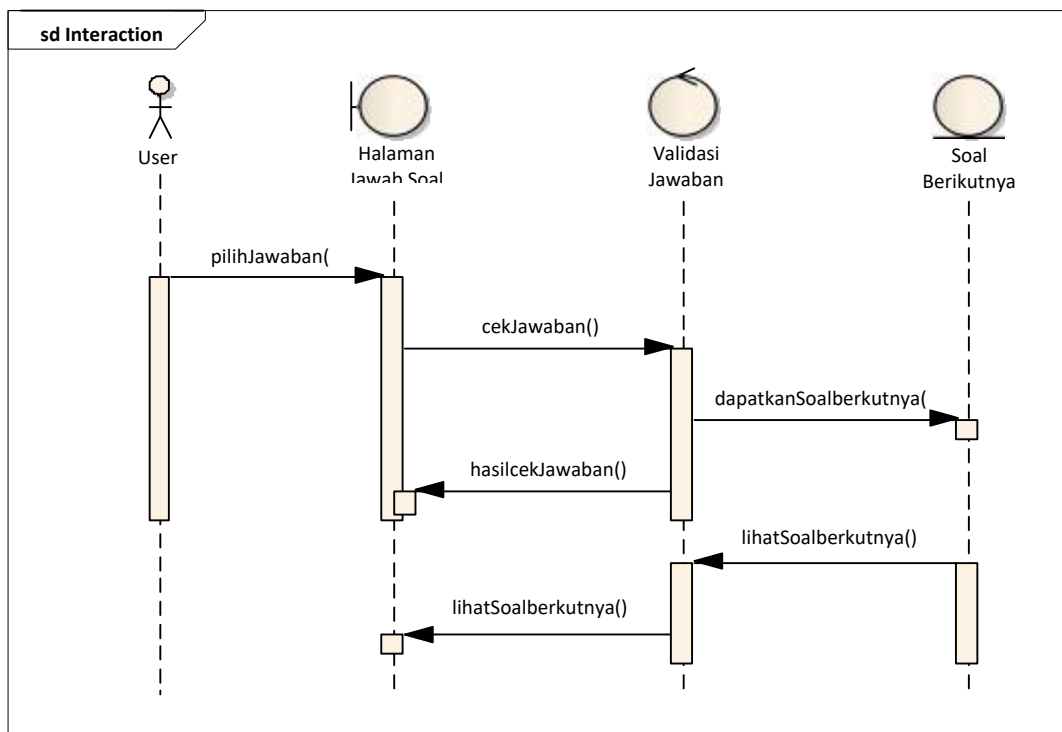 sd Interaction
User
Halaman
Jawab Soal
Validasi
Jawaban
Soal
Berikutnya
pilihJawaban(
cekJawaban()
dapatkanSoalberkutnya(
hasilcekJawaban()
lihatSoalberkutnya()
lihatSoalberkutnya()